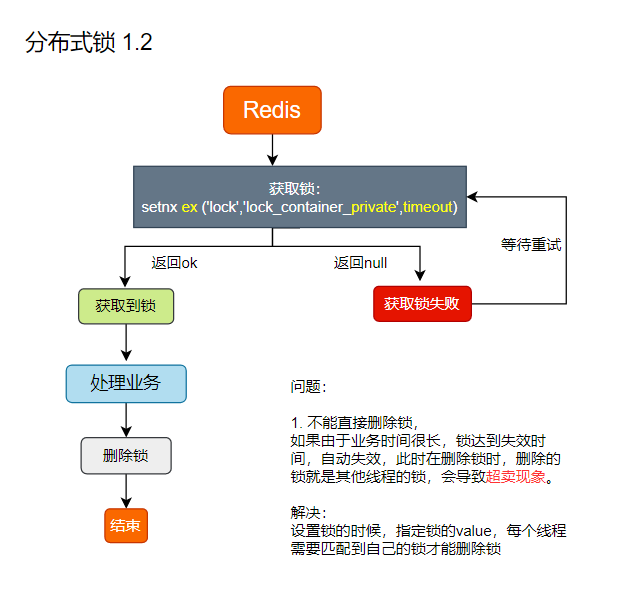 分布式锁 1.2
Redis
获取锁：
setnx ex ('lock','lock_container_private',timeout)
等待重试
返回ok
返回null
获取到锁
获取锁失败
处理业务
问题：
1. 不能直接删除锁，
如果由于业务时间很长，锁达到失效时
间，自动失效，此时在删除锁时，删除的
锁就是其他线程的锁，会导致超卖现象。
删除锁
解决：
设置锁的时候，指定锁的value，每个线程
需要匹配到自己的锁才能删除锁
结束